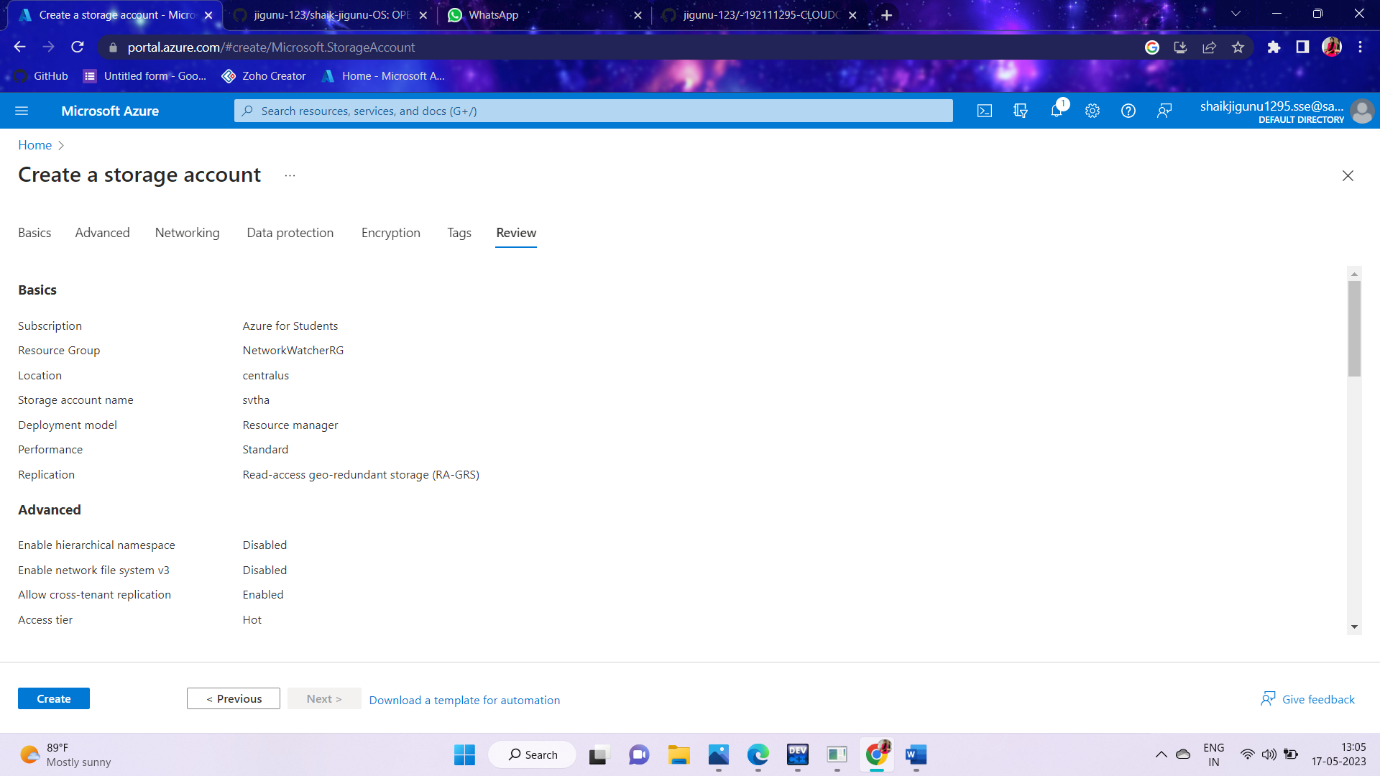 Create a storage account - Micro
jigunu-123/shaik-jigunu-OS: OPE
WhatsApp
jigunu-123/-192111295-CLOUDC
portal.azure.com/#create/Microsoft.StorageAccount
GitHub
Untitled form - Goo...
Zoho Creator
Home - Microsoft A...
Microsoft Azure
Search resources, services, and docs (G+/)
1
shaikjigunu1295.sse@sa...
DEFAULT DIRECTORY
Home >
Create a storage account ...
Basics Advanced Networking Data protection Encryption Tags Review
Basics
Subscription Azure for Students
Resource Group NetworkWatcherRG
Location centralus
Storage account name svtha
Deployment model Resource manager
Performance Standard
Replication Read-access geo-redundant storage (RA-GRS)
Advanced
Enable hierarchical namespace Disabled
Enable network file system v3 Disabled
Allow cross-tenant replication Enabled
Access tier Hot
Create < Previous Next > Download a template for automation Give feedback
89°F
Mostly sunny
Search
DEV
ENG
IN
13:05
17-05-2023